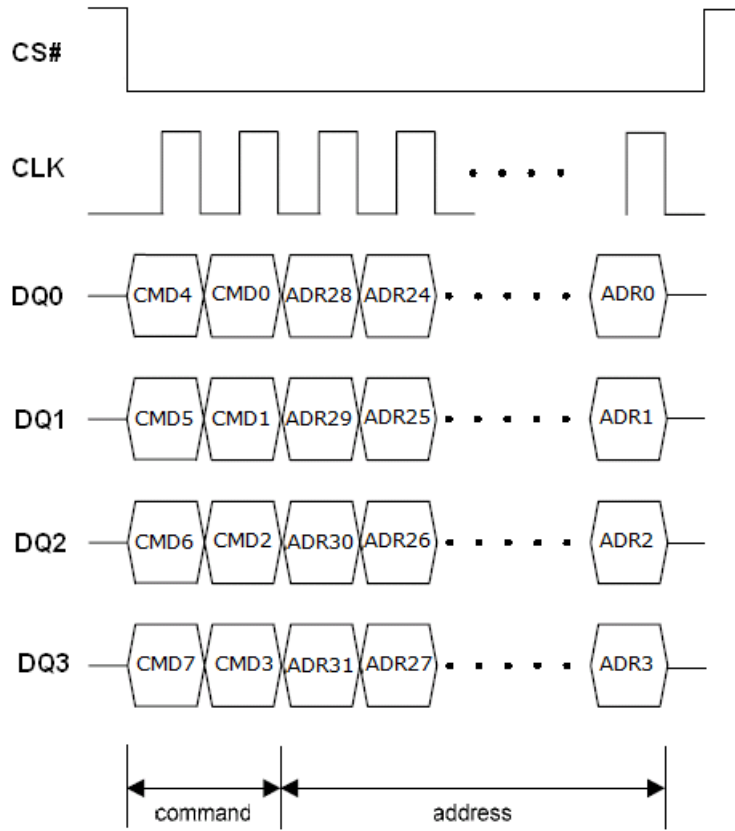 CS#
CLK
DQ0 CMD4 CMD0 ADR28 ADR24 ADR0
DQ1 CMD5 CMD1 ADR29 ADR25 ADR1
DQ2 CMD6 CMD2 ADR30 ADR26 ADR2
DQ3 CMD7 CMD3 ADR31 ADR27 ADR3
command address